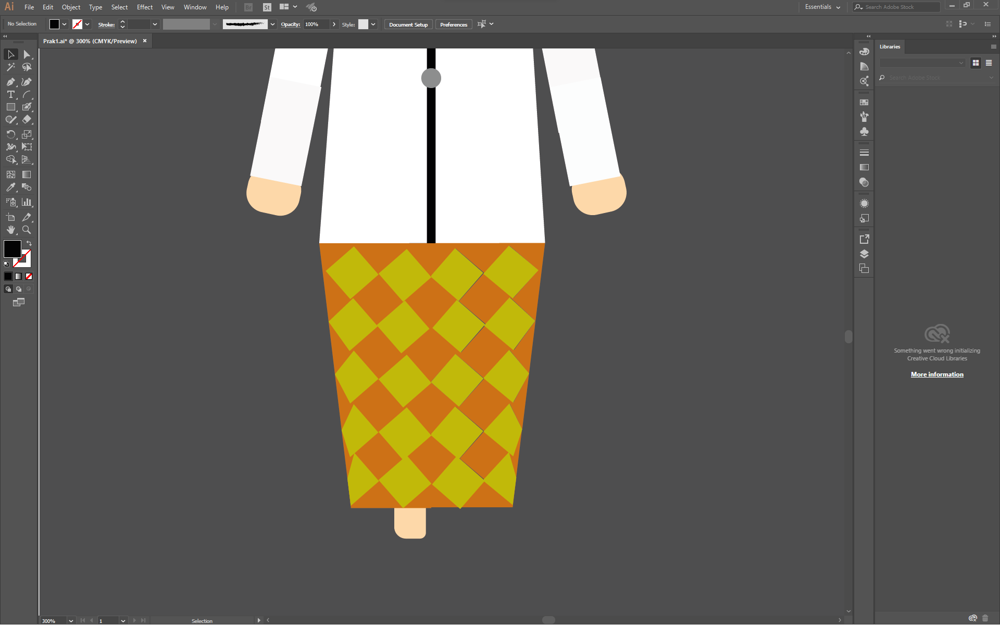 Ai File Edit Object Type Select Effect View Window Help Br St Essentials Search Adobe Stock
No Selection Stroke: Opacity: 100% Style: Document Setup Preferences
Prak1.ai* @ 300% (CMYK/Preview)
Libraries
Search Adobe Stock
Something went wrong initializing
Creative Cloud Libraries
More information
300% 1 Selection